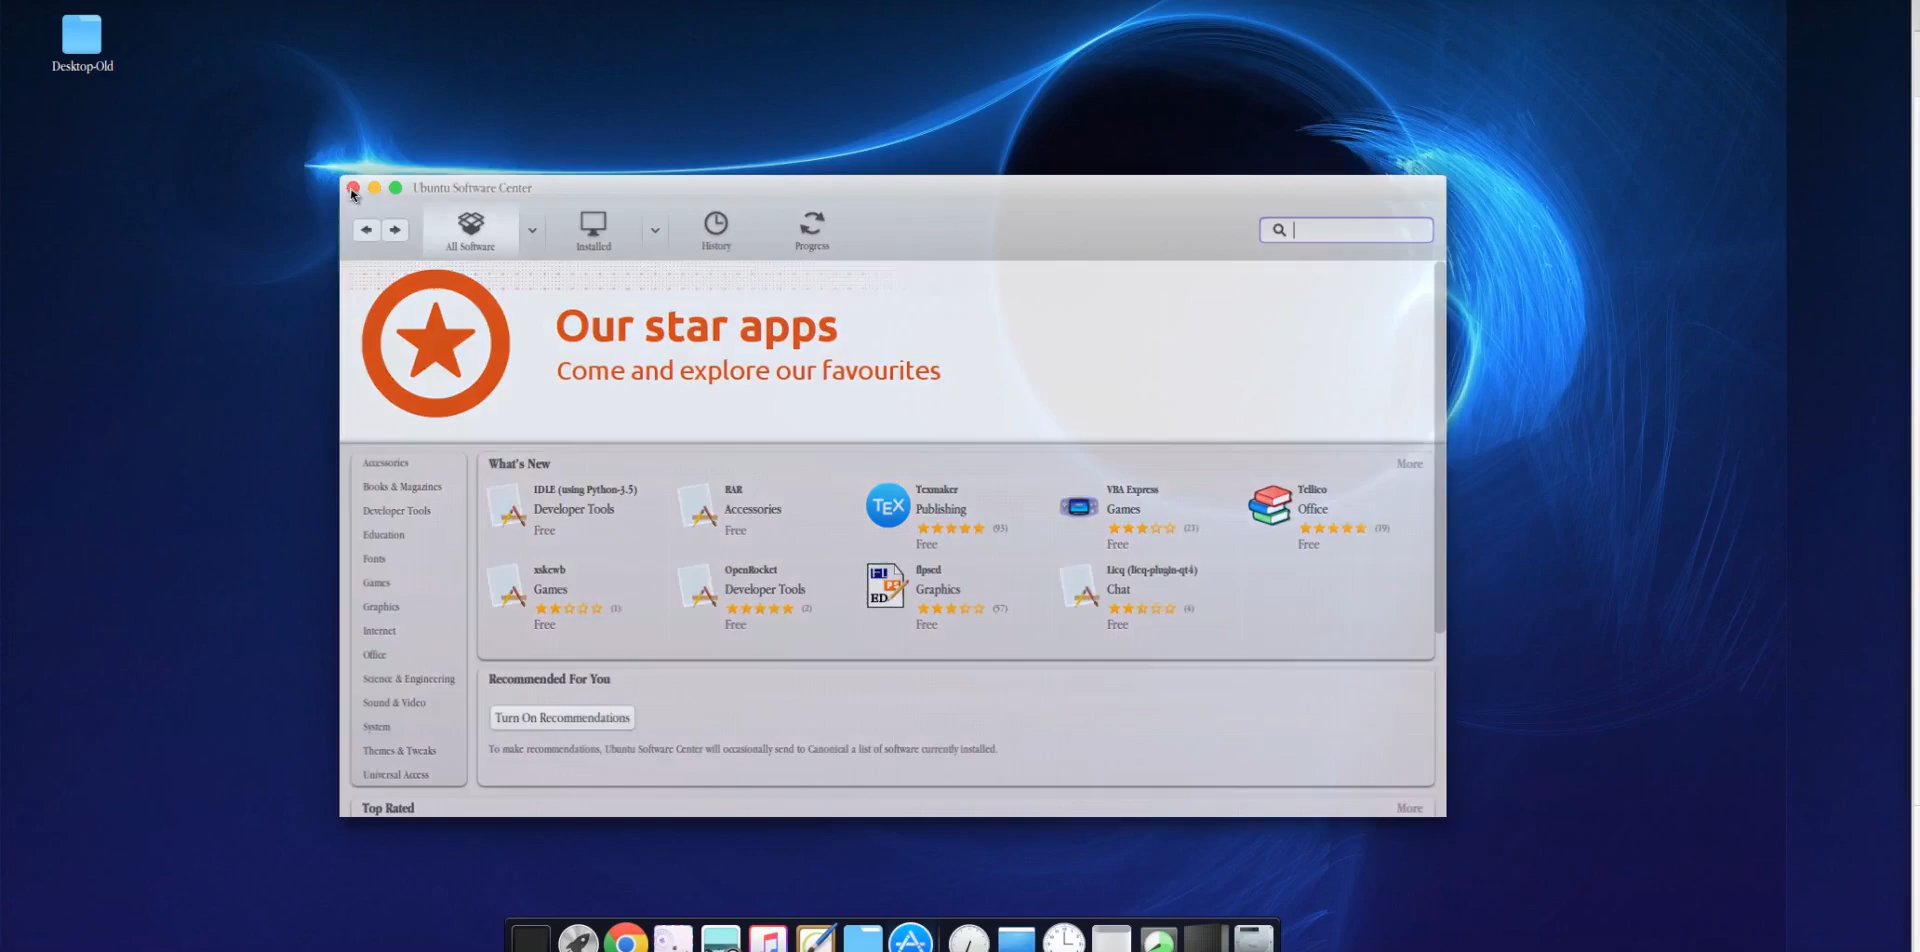 Desktop-Old
Ubuntu Software Center
All Software
Installed
History
Progress
Our star apps
Come and explore our favourites
Accessories
Books & Magazines
Developer Tools
Education
Fonts
Games
Graphics
Internet
Office
Science & Engineering
Sound & Video
System
Themes & Tweaks
Universal Access
What's New
More
IDLE (using Python-3.5)
Developer Tools
Free
RAR
Accessories
Free
TEX
Texmaker
Publishing
(93)
Free
VBA Express
Games
(23)
Free
Tellico
Office
(19)
Free
xskcwb
Games
(3)
Free
OpenRocket
Developer Tools
(2)
Free
ED
flpsed
Graphics
(57)
Free
Licq (licq-plugin-qt4)
Chat
(4)
Free
Recommended For You
Turn On Recommendations
To make recommendations, Ubuntu Software Center will occasionally send to Canonical a list of software currently installed.
Top Rated
More